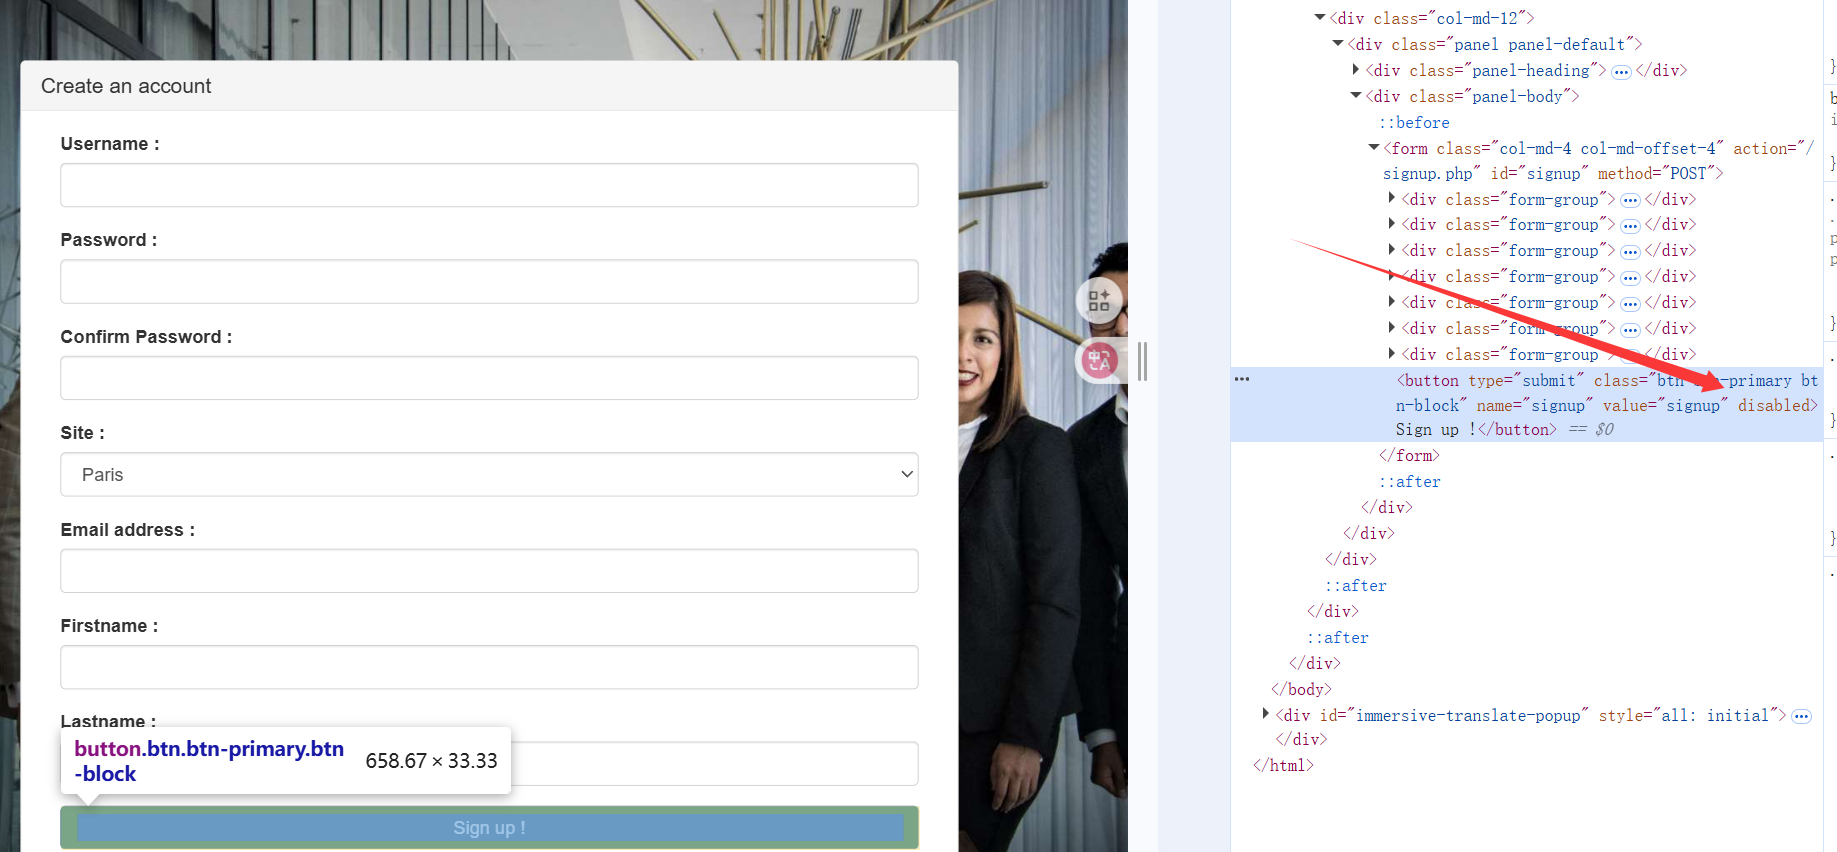 Create an account
Username :
Password :
Confirm Password :
Site :
Paris
Email address :
Firstname :
Lastname :
button.btn.btn-primary.btn
-block
658.67 × 33.33
Sign up !
<div class="col-md-12">
<div class="panel panel-default">
<div class="panel-heading"> ••• </div>
<div class="panel-body">
::before
<form class="col-md-4 col-md-offset-4" action="/
signup.php" id="signup" method="POST">
<div class="form-group"> ••• </div>
<div class="form-group"> ••• </div>
<div class="form-group"> ••• </div>
<div class="form-group"> ••• </div>
<div class="form-group"> ••• </div>
<div class="form-group"> ••• </div>
<div class="form-group"> ••• </div>
••• <button type="submit" class="btn btn-primary bt
n-block" name="signup" value="signup" disabled>
Sign up !</button> == $0
</form>
::after
</div>
</div>
</div>
::after
</div>
::after
</div>
</body>
<div id="immersive-translate-popup" style="all: initial"> •••
</div>
</html>